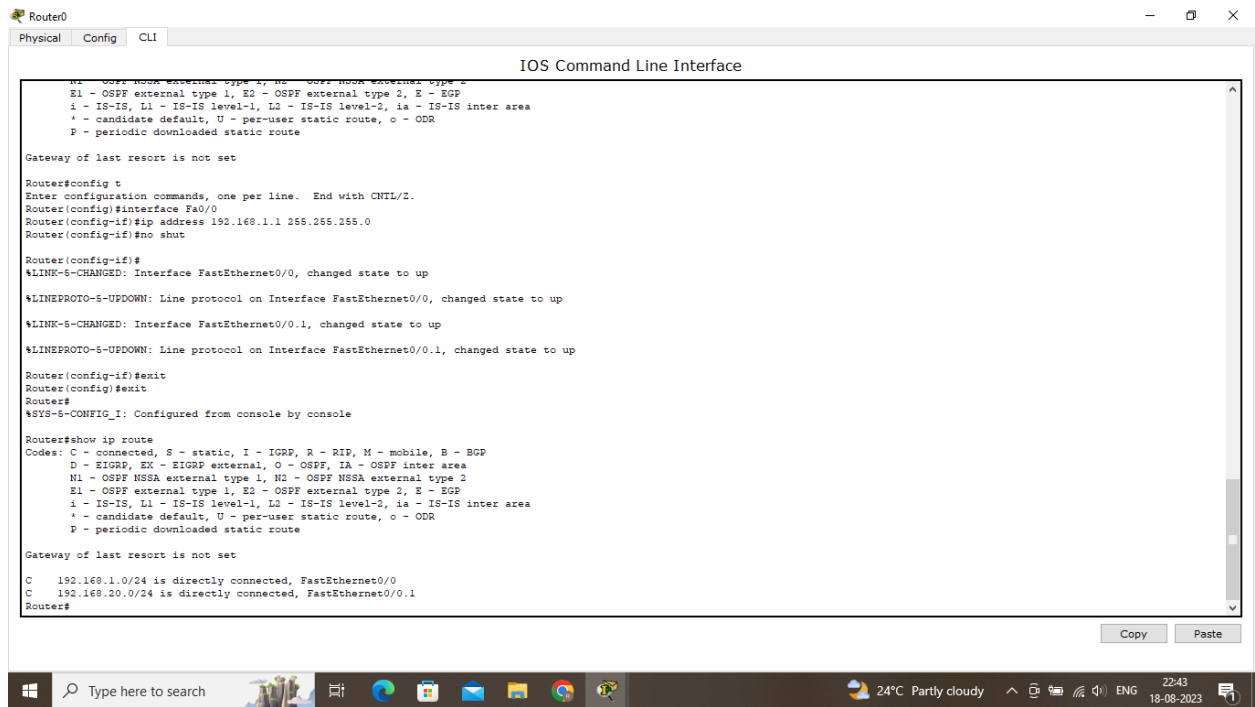 Router0
Physical Config CLI
IOS Command Line Interface
N1 - OSPF NSSA external type 1, N2 - OSPF NSSA external type 2
E1 - OSPF external type 1, E2 - OSPF external type 2, E - EGP
i - IS-IS, L1 - IS-IS level-1, L2 - IS-IS level-2, ia - IS-IS inter area
* - candidate default, U - per-user static route, o - ODR
P - periodic downloaded static route
Gateway of last resort is not set
Router#config t
Enter configuration commands, one per line.  End with CNTL/Z.
Router(config)#interface Fa0/0
Router(config-if)#ip address 192.168.1.1 255.255.255.0
Router(config-if)#no shut
Router(config-if)#
%LINK-5-CHANGED: Interface FastEthernet0/0, changed state to up
%LINEPROTO-5-UPDOWN: Line protocol on Interface FastEthernet0/0, changed state to up
%LINK-5-CHANGED: Interface FastEthernet0/0.1, changed state to up
%LINEPROTO-5-UPDOWN: Line protocol on Interface FastEthernet0/0.1, changed state to up
Router(config-if)#exit
Router(config)#exit
Router#
%SYS-5-CONFIG_I: Configured from console by console
Router#show ip route
Codes: C - connected, S - static, I - IGRP, R - RIP, M - mobile, B - BGP
D - EIGRP, EX - EIGRP external, O - OSPF, IA - OSPF inter area
N1 - OSPF NSSA external type 1, N2 - OSPF NSSA external type 2
E1 - OSPF external type 1, E2 - OSPF external type 2, E - EGP
i - IS-IS, L1 - IS-IS level-1, L2 - IS-IS level-2, ia - IS-IS inter area
* - candidate default, U - per-user static route, o - ODR
P - periodic downloaded static route
Gateway of last resort is not set
C    192.168.1.0/24 is directly connected, FastEthernet0/0
C    192.168.20.0/24 is directly connected, FastEthernet0/0.1
Router#
Copy Paste
Type here to search
24°C Partly cloudy
ENG
22:43
18-08-2023
1